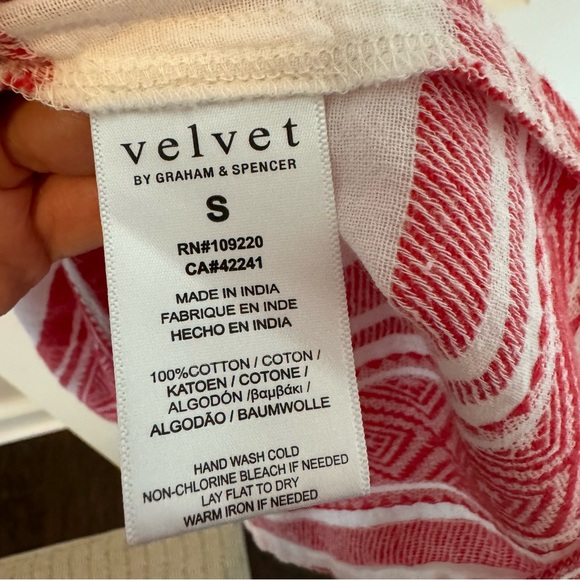 velvet
BY GRAHAM & SPENCER
S
RN#109220
CA#42241
MADE IN INDIA
FABRIQUE EN INDE
HECHO EN INDIA
100%COTTON / COTON /
KATOEN / COTONE /
ALGODÓN /βαμβάκι /
ALGODÃO / BAUMWOLLE
HAND WASH COLD
NON-CHLORINE BLEACH IF NEEDED
LAY FLAT TO DRY
WARM IRON IF NEEDED